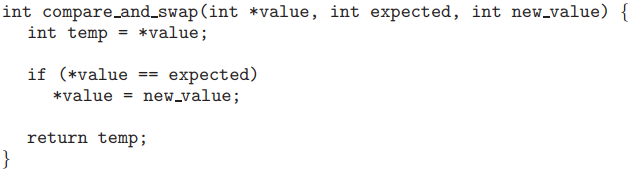 int compare_and_swap(int *value, int expected, int new_value) {
int temp = *value;
if (*value == expected)
*value = new_value;
return temp;
}